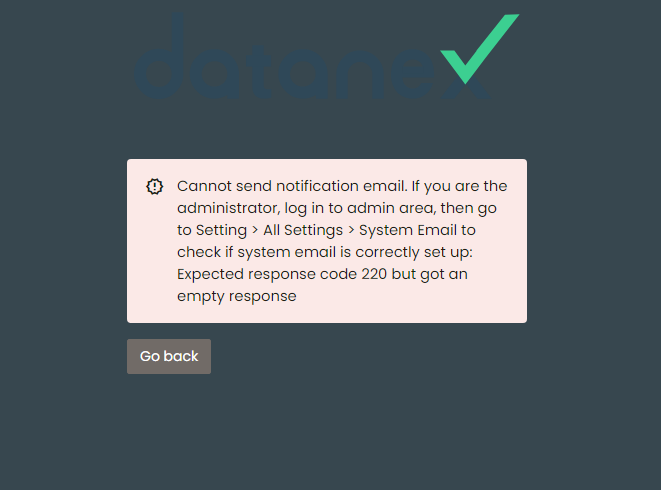 datanex
Cannot send notification email. If you are the
administrator, log in to admin area, then go
to Setting > All Settings > System Email to
check if system email is correctly set up:
Expected response code 220 but got an
empty response
Go back